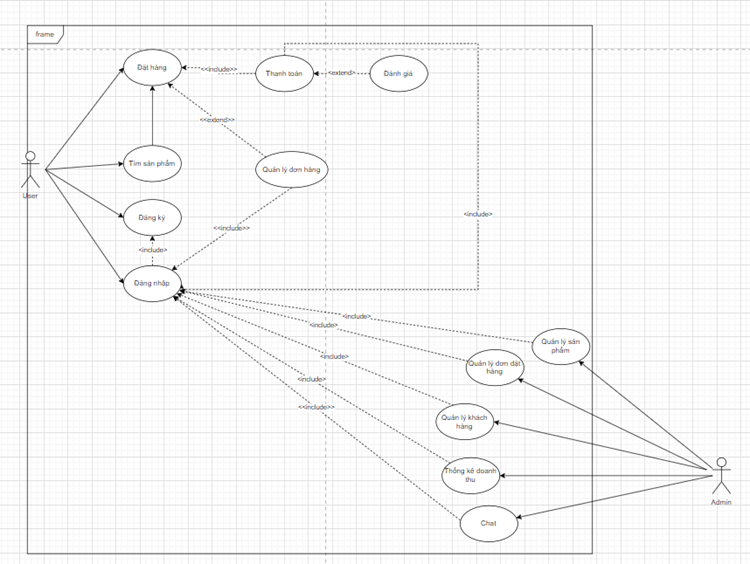 frame
Đặt hàng
<<include>>
Thanh toán
<extend>
Đánh giá
<<extend>>
Tìm sản phẩm
Quản lý đơn hàng
User
Đăng ký
<include>
<<include>>
<include>
Đăng nhập
<include>
<include>
Quản lý sản
phẩm
<include>
Quản lý đơn đặt
hàng
<include>
<<include>>
Quản lý khách
hàng
Thống kê doanh
thu
Admin
Chat